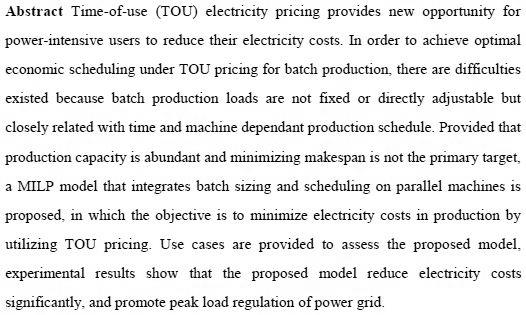 Abstract Time-of-use (TOU) electricity pricing provides new opportunity for
power-intensive users to reduce their electricity costs. In order to achieve optimal
economic scheduling under TOU pricing for batch production, there are difficulties
existed because batch production loads are not fixed or directly adjustable but
closely related with time and machine dependant production schedule. Provided that
production capacity is abundant and minimizing makespan is not the primary target,
a MILP model that integrates batch sizing and scheduling on parallel machines is
proposed, in which the objective is to minimize electricity costs in production by
utilizing TOU pricing. Use cases are provided to assess the proposed model,
experimental results show that the proposed model reduce electricity costs
significantly, and promote peak load regulation of power grid.